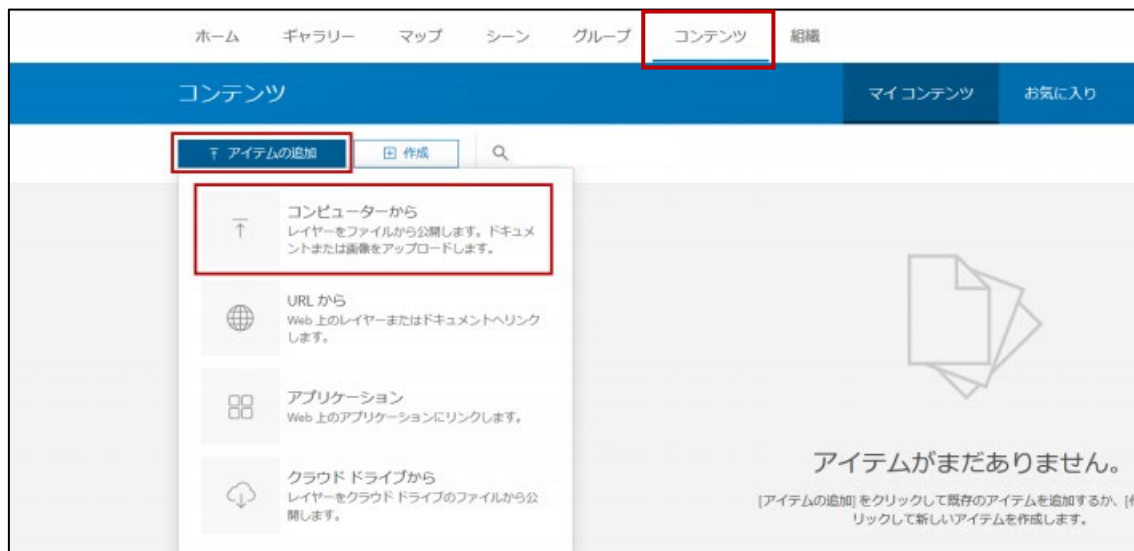 ホーム ギャラリー マップ シーン グループ コンテンツ 組織
コンテンツ マイ コンテンツ お気に入り
アイテムの追加 作成
コンピューターから
レイヤーをファイルから公開します。ドキュメ
ントまたは画像をアップロードします。
URL から
Web 上のレイヤーまたはドキュメントへリンク
します。
アプリケーション
Web 上のアプリケーションにリンクします。
クラウド ドライブから
レイヤーをクラウド ドライブのファイルから公
開します。
アイテムがまだありません。
[アイテムの追加] をクリックして既存のアイテムを追加するか、[
リックして新しいアイテムを作成します。